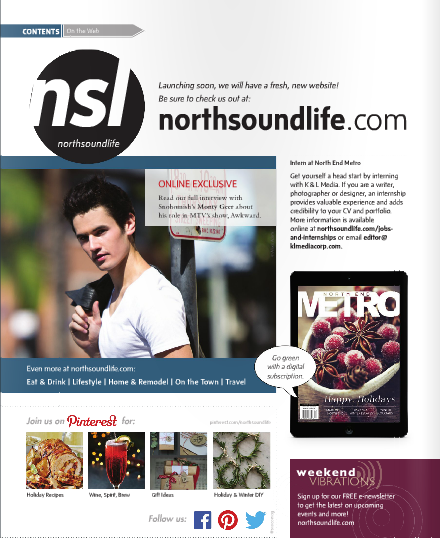 CONTENTS | On the Web
nsl
northsoundlife
Launching soon, we will have a fresh, new website!
Be sure to check us out at:
northsoundlife.com
ONLINE EXCLUSIVE
Read our full interview with
Snohomish's Monty Geer about
his role in MTV's show, Awkward.
Even more at northsoundlife.com:
Eat & Drink | Lifestyle | Home & Remodel | On the Town | Travel
Intern at North End Metro
Get yourself a head start by interning
with K & L Media. If you are a writer,
photographer or designer, an internship
provides valuable experience and adds
credibility to your CV and portfolio.
More information is available
online at northsoundlife.com/jobs-
and-internships or email editor@
klmediacorp.com.
Go green
with a digital
subscription.
NORTH END
METRO
Happy Holidays
Join us on Pinterest for:
pinterest.com/northsoundlife
Holiday Recipes
Wine, Spirit, Brew
Gift Ideas
Holiday & Winter DIY
Follow us:
weekend
VIBRATIONS
Sign up for our FREE e-newsletter
to get the latest on upcoming
events and more!
northsoundlife.com